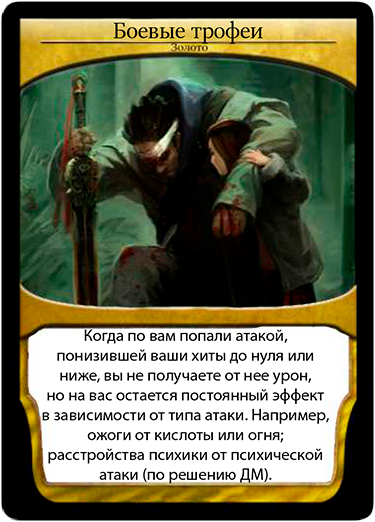 Боевые трофеи
Золото
Когда по вам попали атакой,
понизившей ваши хиты до нуля или
ниже, вы не получаете от нее урон,
но на вас остается постоянный эффект
в зависимости от типа атаки. Например,
ожоги от кислоты или огня;
расстройства психики от психической
атаки (по решению ДМ).